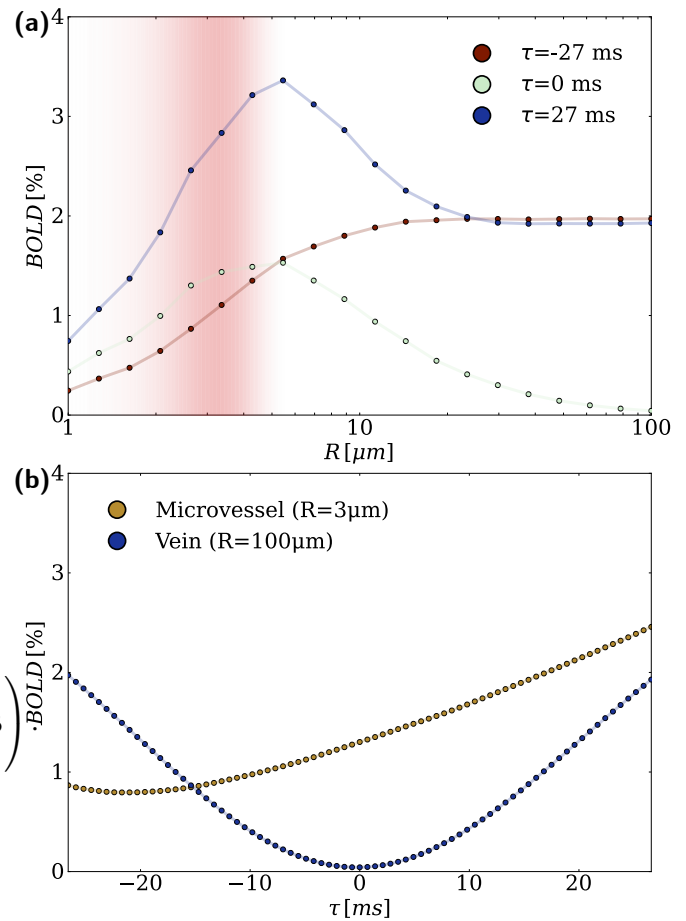 (a)
τ=-27 ms
τ=0 ms
τ=27 ms
4
3
2
1
0
BOLD [%]
1
10
100
R [μm]
(b)
Microvessel (R=3μm)
Vein (R=100μm)
4
3
2
1
0
) ·BOLD [%]
−20
−10
0
10
20
τ [ms]